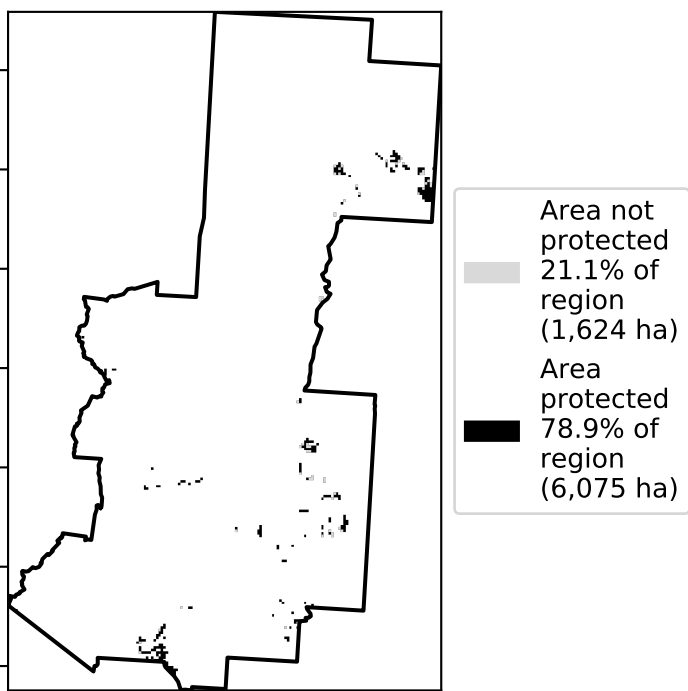 Area not
protected
21.1% of
region
(1,624 ha)
Area
protected
78.9% of
region
(6,075 ha)